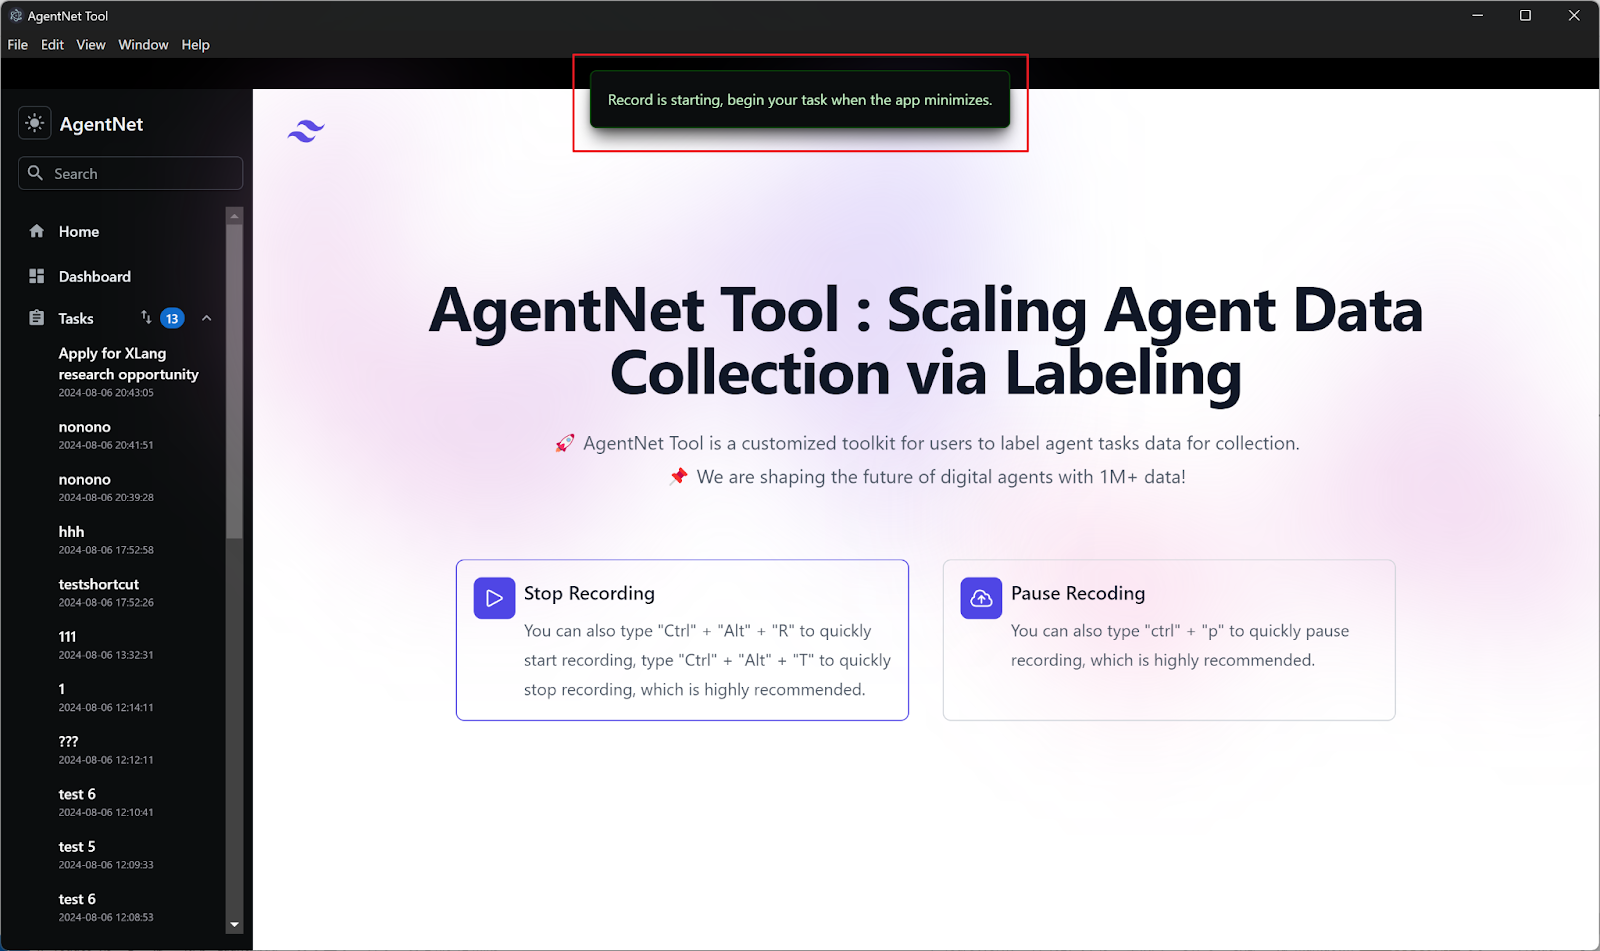 AgentNet Tool
File Edit View Window Help
Record is starting, begin your task when the app minimizes.
AgentNet
Search
Home
Dashboard
Tasks 13
Apply for XLang
research opportunity
2024-08-06 20:43:05
nonono
2024-08-06 20:41:51
nonono
2024-08-06 20:39:28
hhh
2024-08-06 17:52:58
testshortcut
2024-08-06 17:52:26
111
2024-08-06 13:32:31
1
2024-08-06 12:14:11
???
2024-08-06 12:12:11
test 6
2024-08-06 12:10:41
test 5
2024-08-06 12:09:33
test 6
2024-08-06 12:08:53
AgentNet Tool : Scaling Agent Data
Collection via Labeling
🚀 AgentNet Tool is a customized toolkit for users to label agent tasks data for collection.
📌 We are shaping the future of digital agents with 1M+ data!
Stop Recording
You can also type "Ctrl" + "Alt" + "R" to quickly
start recording, type "Ctrl" + "Alt" + "T" to quickly
stop recording, which is highly recommended.
Pause Recoding
You can also type "ctrl" + "p" to quickly pause
recording, which is highly recommended.